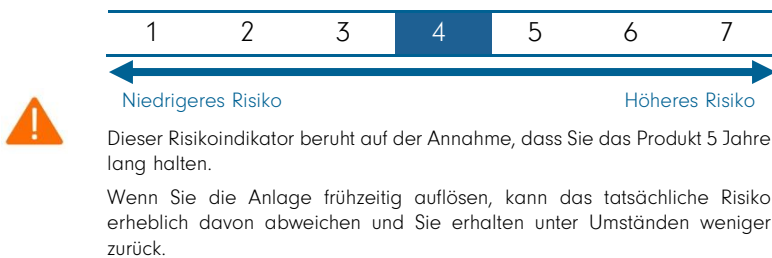 1 2 3 4 5 6 7
Niedrigeres Risiko Höheres Risiko
Dieser Risikoindikator beruht auf der Annahme, dass Sie das Produkt 5 Jahre
lang halten.
Wenn Sie die Anlage frühzeitig auflösen, kann das tatsächliche Risiko
erheblich davon abweichen und Sie erhalten unter Umständen weniger
zurück.